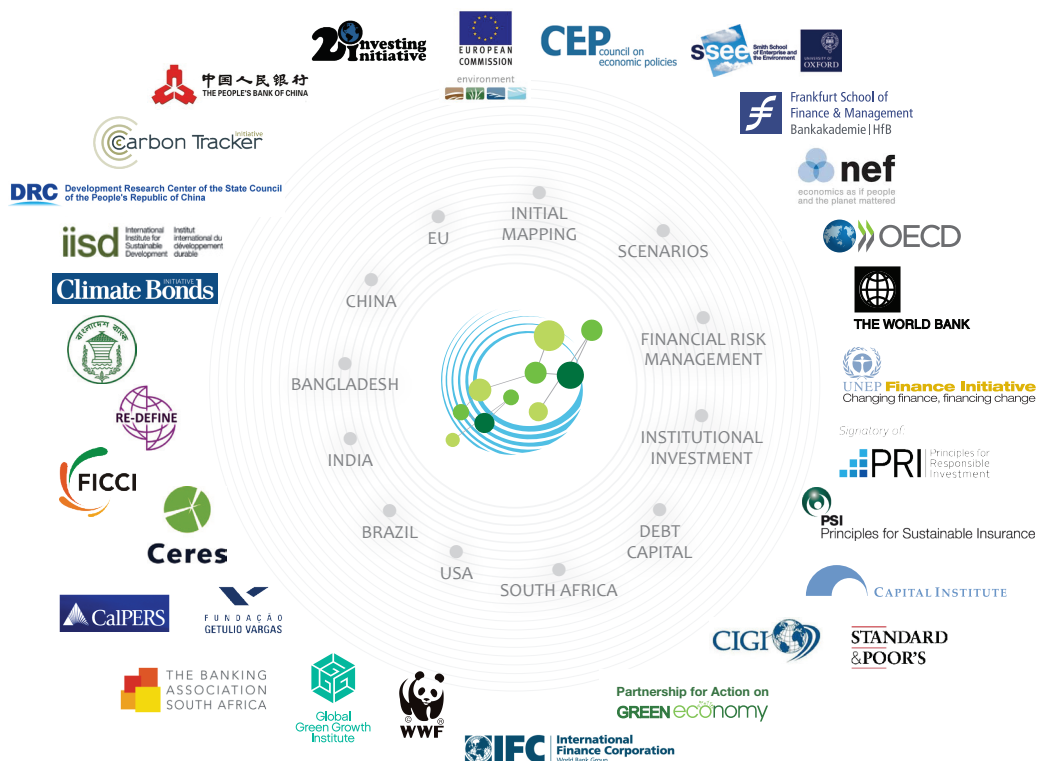 2° investing
initiative
EUROPEAN
COMMISSION
environment
CEP council on
economic policies
ssee
Smith School
of Enterprise and
the Environment
UNIVERSITY OF
OXFORD
中国人民银行
THE PEOPLE'S BANK OF CHINA
Frankfurt School of
Finance & Management
Bankakademie | HfB
Carbon Tracker
initiative
nef
economics as if people
and the planet mattered
DRC Development Research Center of the State Council
of the People's Republic of China
iisd
International
Institute for
Sustainable
Development
Institut
international du
développement
durable
OECD
Climate Bonds
INITIATIVE
THE WORLD BANK
বাংলাদেশ ব্যাংক
UNEP Finance Initiative
Changing finance, financing change
RE-DEFINE
Signatory of:
PRI Principles for
Responsible
Investment
FICCI
PSI
Principles for Sustainable Insurance
Ceres
CAPITAL INSTITUTE
CalPERS
FUNDAÇÃO
GETULIO VARGAS
CIGI
STANDARD
&POOR'S
THE BANKING
ASSOCIATION
SOUTH AFRICA
Global
Green Growth
Institute
WWF
Partnership for Action on
GREEN economy
IFC International
Finance Corporation
World Bank Group
INITIAL
MAPPING
SCENARIOS
FINANCIAL RISK
MANAGEMENT
INSTITUTIONAL
INVESTMENT
DEBT
CAPITAL
SOUTH AFRICA
USA
BRAZIL
INDIA
BANGLADESH
CHINA
EU